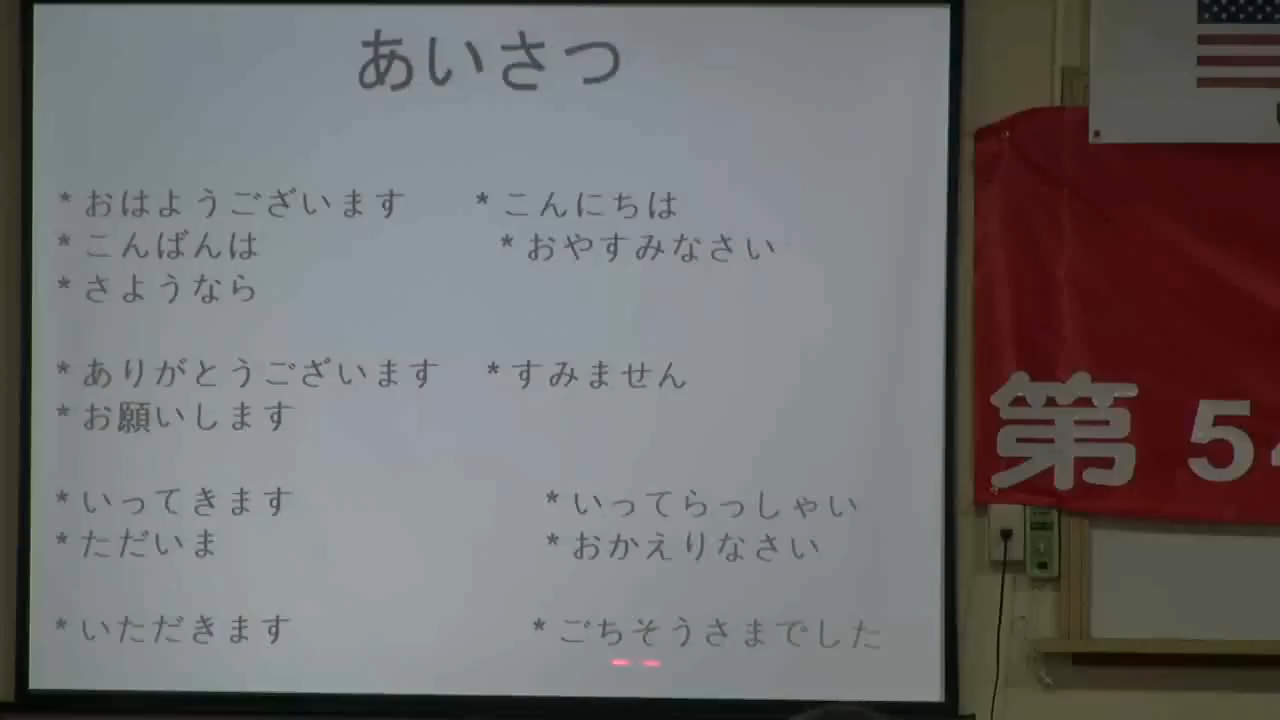 あいさつ
* おはようございます * こんにちは
* こんばんは * おやすみなさい
* さようなら
* ありがとうございます * すみません
* お願いします
* いってきます * いってらっしゃい
* ただいま * おかえりなさい
* いただきます * ごちそうさまでした
第 5